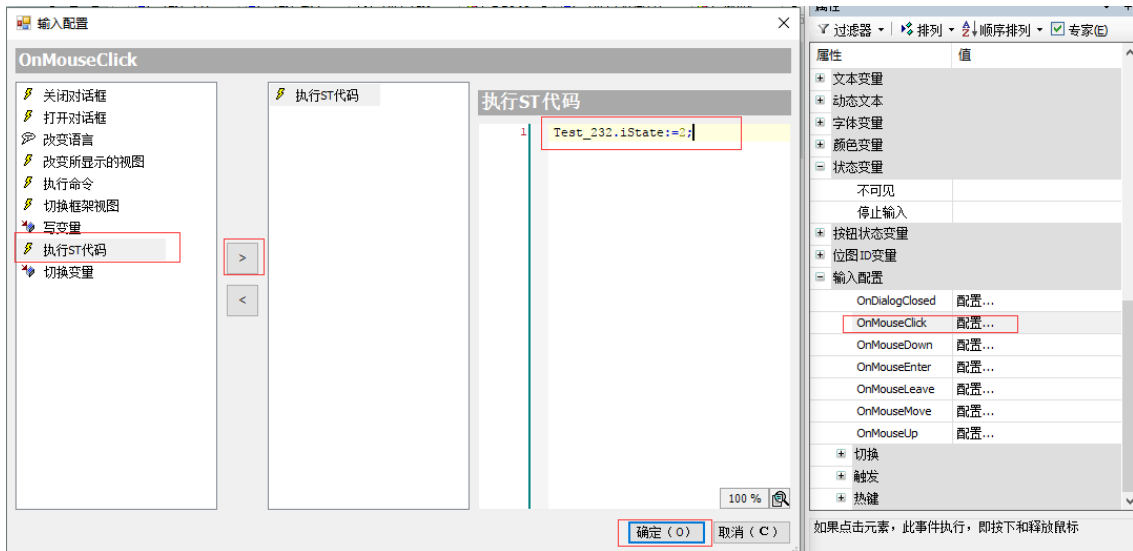 输入配置
OnMouseClick
关闭对话框
打开对话框
改变语言
改变所显示的视图
执行命令
切换框架视图
写变量
执行ST代码
切换变量
>
<
执行ST代码
执行ST代码
1 Test_232.iState:=2;
100 %
确定(O) 取消(C)
属性
过滤器 排列 顺序排列 专家(E)
属性 值
文本变量
动态文本
字体变量
颜色变量
状态变量
不可见
停止输入
按钮状态变量
位图ID变量
输入配置
OnDialogClosed 配置...
OnMouseClick 配置...
OnMouseDown 配置...
OnMouseEnter 配置...
OnMouseLeave 配置...
OnMouseMove 配置...
OnMouseUp 配置...
切换
触发
热键
如果点击元素，此事件执行，即按下和释放鼠标